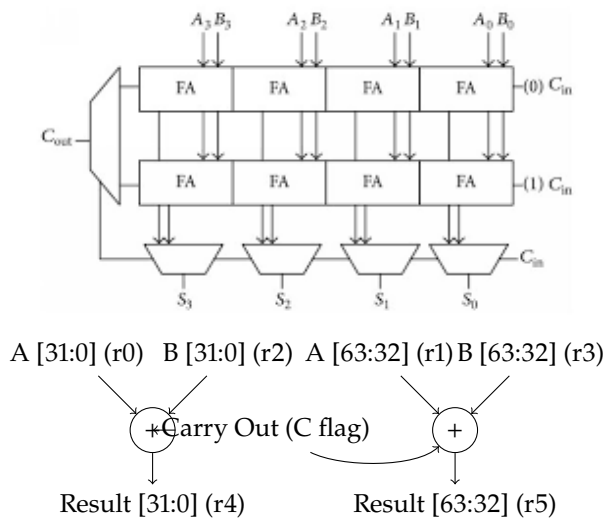 A3 B3 A2 B2 A1 B1 A0 B0
FA FA FA FA (0) Cin
Cout
FA FA FA FA (1) Cin
Cin
S3 S2 S1 S0
A [31:0] (r0) B [31:0] (r2) A [63:32] (r1) B [63:32] (r3)
+ Carry Out (C flag) +
Result [31:0] (r4) Result [63:32] (r5)